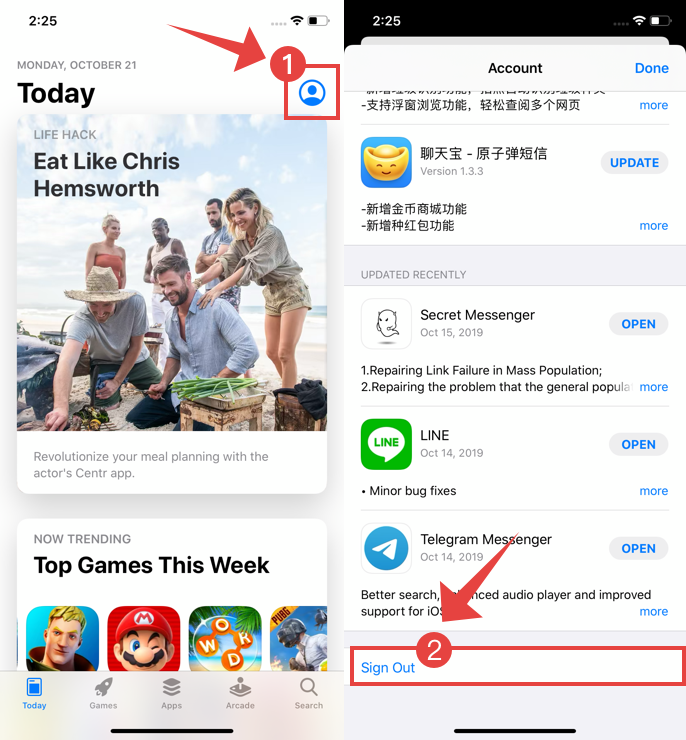 2:25
MONDAY, OCTOBER 21
1
Today
LIFE HACK
Eat Like Chris
Hemsworth
Revolutionize your meal planning with the
actor's Centr app.
NOW TRENDING
Top Games This Week
M
WORD
PUBG
Today
Games
Apps
Arcade
Search
2:25
Account
Done
-支持浮窗浏览功能，轻松查阅多个网页
more
聊天宝 - 原子弹短信
Version 1.3.3
UPDATE
-新增金币商城功能
-新增种红包功能
more
UPDATED RECENTLY
Secret Messenger
Oct 15, 2019
OPEN
1.Repairing Link Failure in Mass Population;
2.Repairing the problem that the general popula
more
LINE
LINE
Oct 14, 2019
OPEN
• Minor bug fixes
more
Telegram Messenger
Oct 14, 2019
OPEN
Better search, audio player and improved
support for iOS
more
2
Sign Out